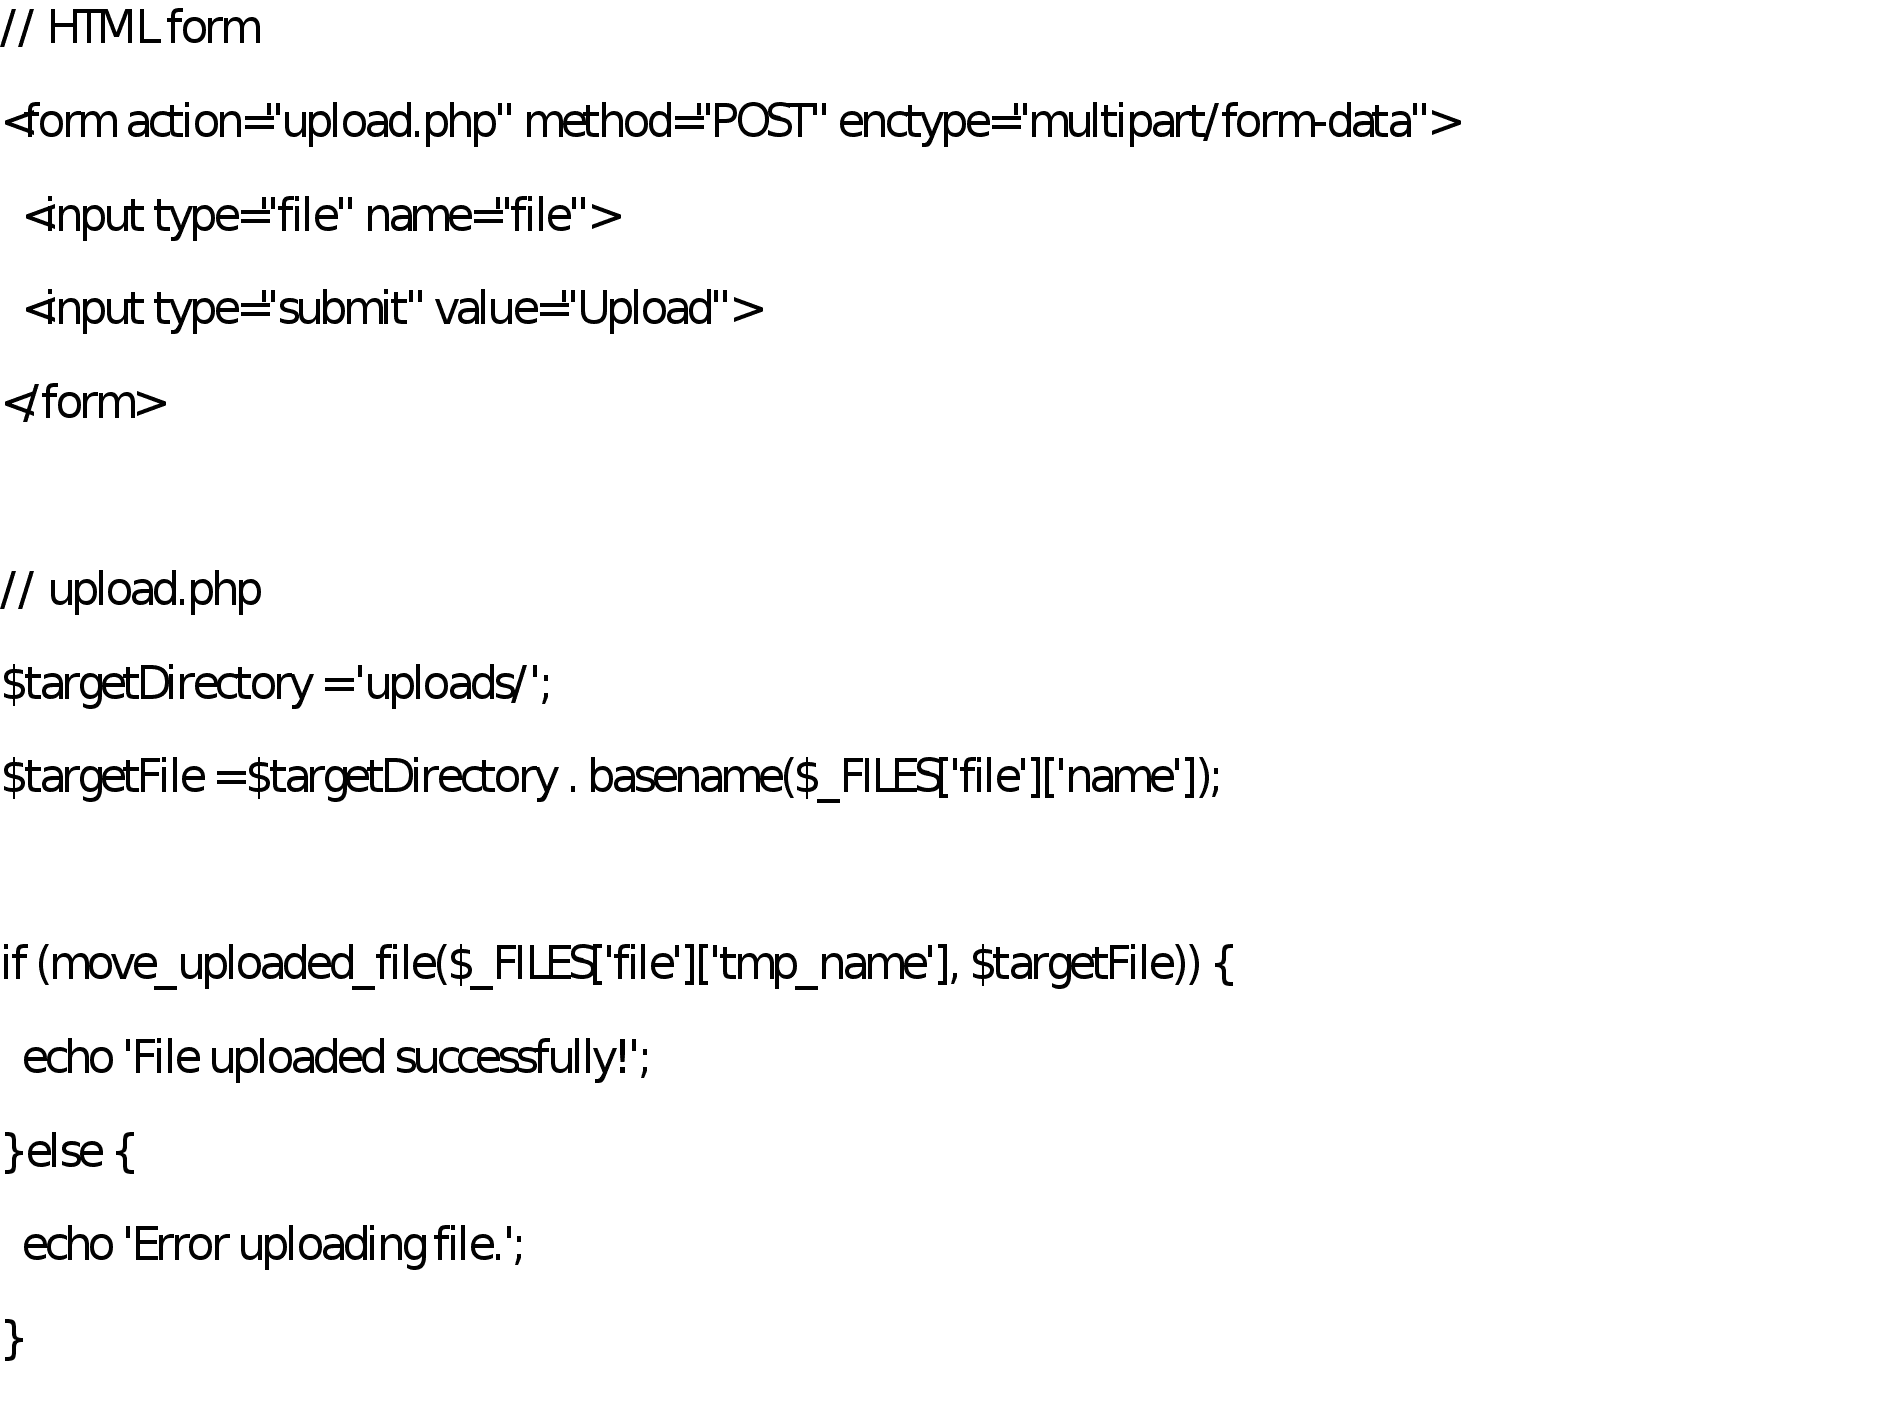 // HTML form
<form action="upload.php" method="POST" enctype="multipart/form-data">
  <input type="file" name="file">
  <input type="submit" value="Upload">
</form>

// upload.php
$targetDirectory = 'uploads/';
$targetFile = $targetDirectory . basename($_FILES['file']['name']);

if (move_uploaded_file($_FILES['file']['tmp_name'], $targetFile)) {
  echo 'File uploaded successfully!';
} else {
  echo 'Error uploading file.';
}